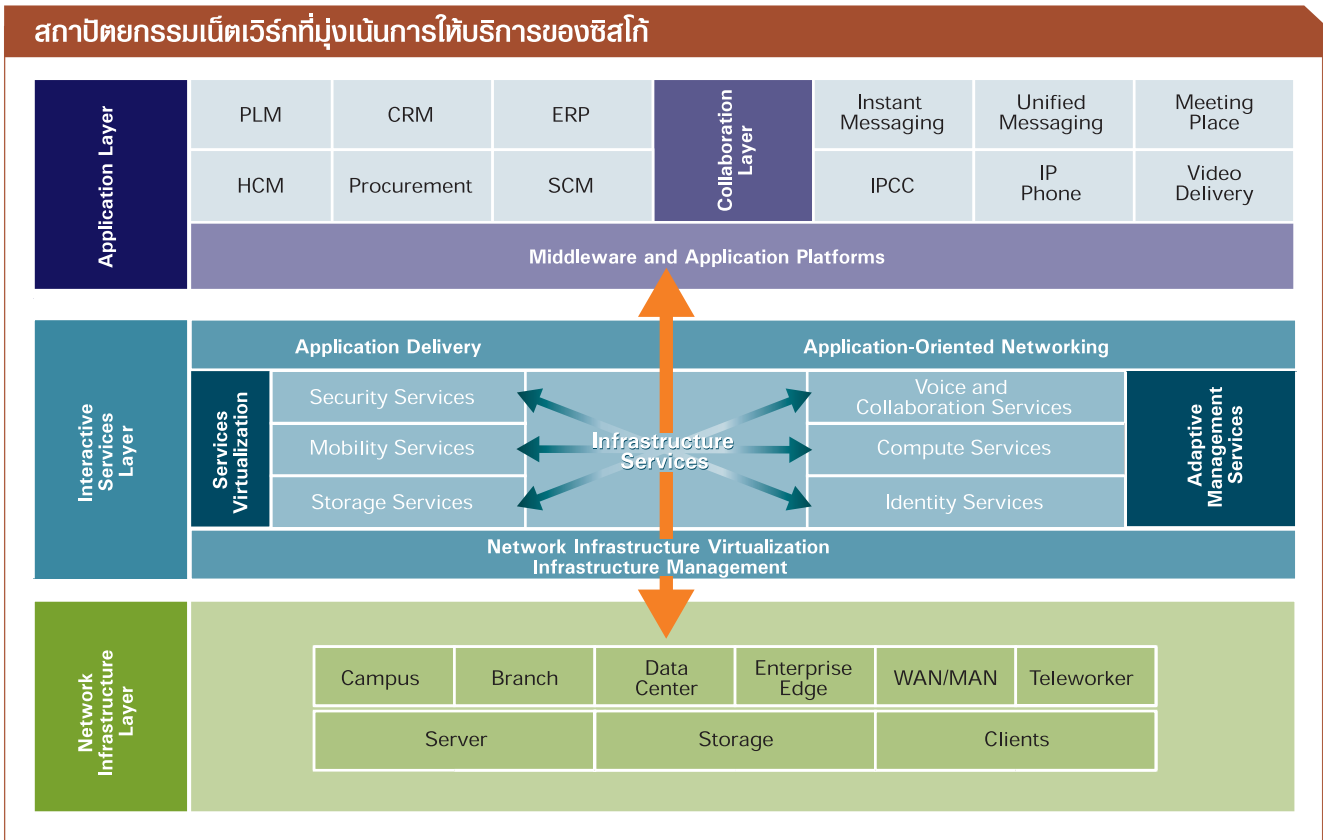 สถาปัตยกรรมเน็ตเวิร์กที่มุ่งเน้นการให้บริการของซิสโก้
Application Layer
PLM
CRM
ERP
HCM
Procurement
SCM
Collaboration
Layer
Instant
Messaging
Unified
Messaging
Meeting
Place
IPCC
IP
Phone
Video
Delivery
Middleware and Application Platforms
Interactive
Services
Layer
Application Delivery
Application-Oriented Networking
Services
Virtualization
Security Services
Mobility Services
Storage Services
Infrastructure
Services
Voice and
Collaboration Services
Compute Services
Identity Services
Adaptive
Management
Services
Network Infrastructure Virtualization
Infrastructure Management
Network
Infrastructure
Layer
Campus
Branch
Data
Center
Enterprise
Edge
WAN/MAN
Teleworker
Server
Storage
Clients